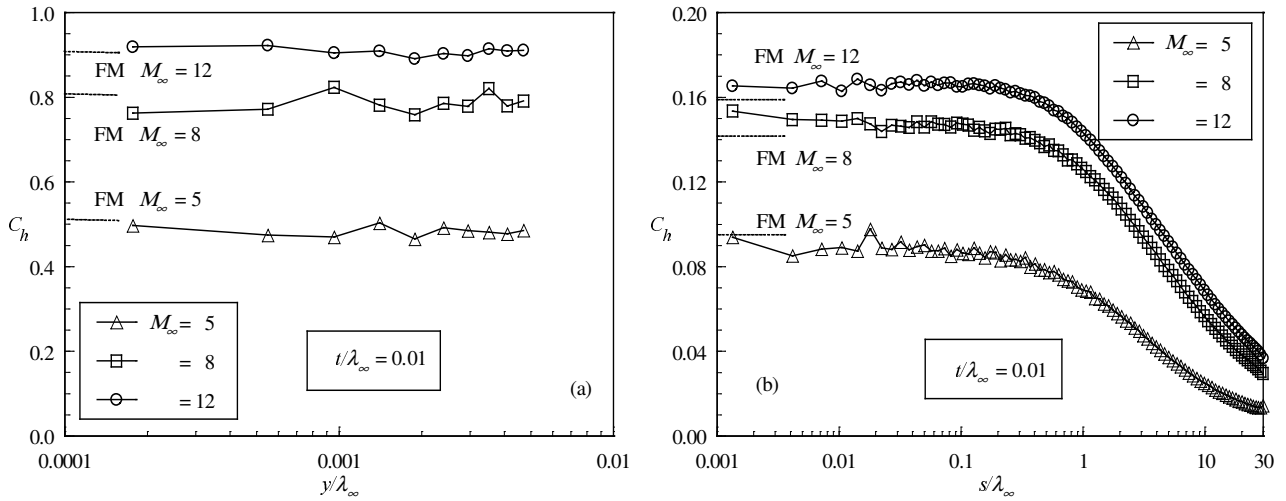 1.0
0.8
0.6
0.4
0.2
0.0
C_h
FM M_∞ = 12
FM M_∞ = 8
FM M_∞ = 5
M_∞ = 5
= 8
= 12
t/λ_∞ = 0.01
(a)
0.0001
0.001
0.01
y/λ_∞
0.20
0.16
0.12
0.08
0.04
0.00
C_h
FM M_∞ = 12
FM M_∞ = 8
FM M_∞ = 5
M_∞ = 5
= 8
= 12
(b)
t/λ_∞ = 0.01
0.001
0.01
0.1
1
10
30
s/λ_∞